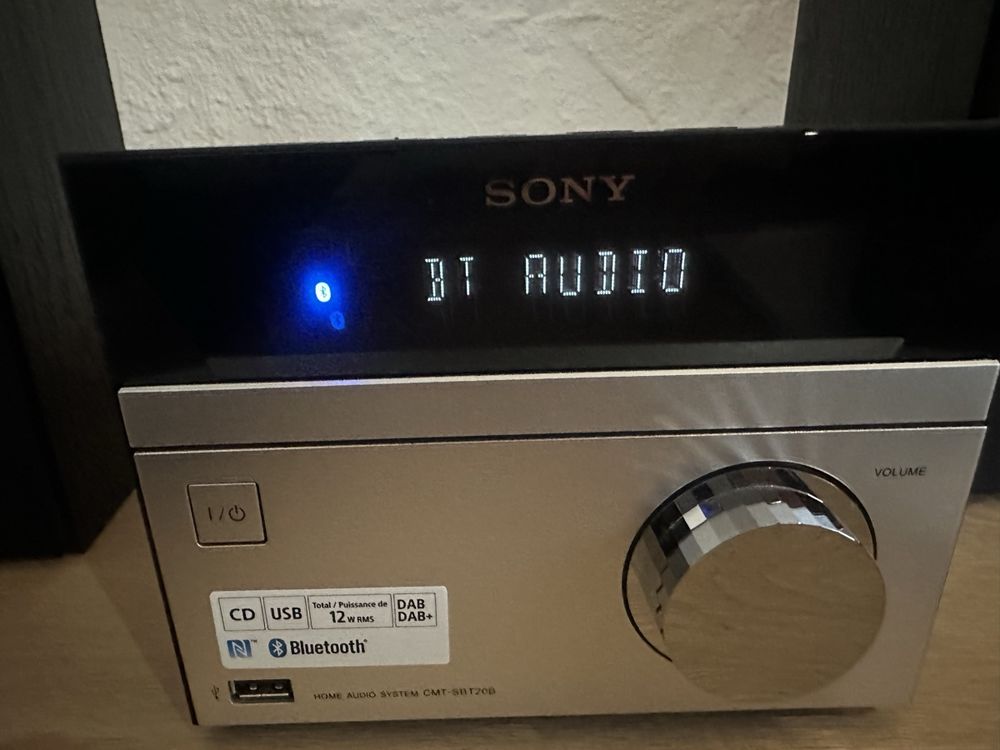 SONY
BT AUDIO
VOLUME
I/⏻
CD USB Total / Puissance de 12 W RMS DAB DAB+
N™ Bluetooth®
HOME AUDIO SYSTEM CMT-SBT20B